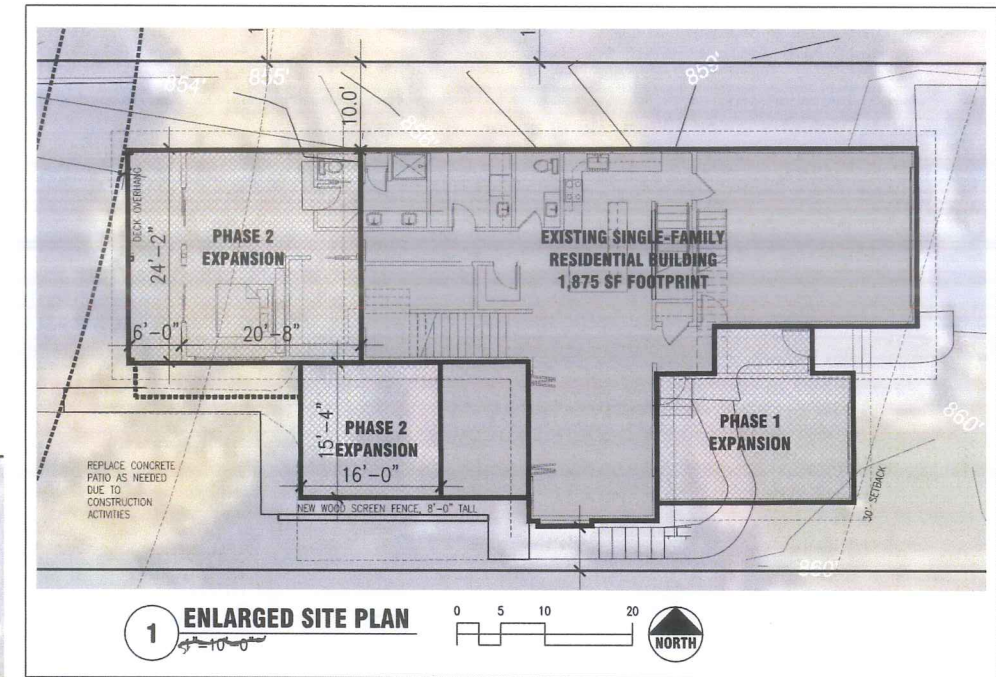 854'
855'
10.0'
858'
859'
DECK OVERHANG
24'-2"
PHASE 2
EXPANSION
6'-0"
20'-8"
EXISTING SINGLE-FAMILY
RESIDENTIAL BUILDING
1,875 SF FOOTPRINT
PHASE 2
EXPANSION
15'-4"
16'-0"
PHASE 1
EXPANSION
860'
30' SETBACK
REPLACE CONCRETE
PATIO AS NEEDED
DUE TO
CONSTRUCTION
ACTIVITIES
NEW WOOD SCREEN FENCE, 8'-0" TALL
860'
1
ENLARGED SITE PLAN
0 5 10 20
NORTH